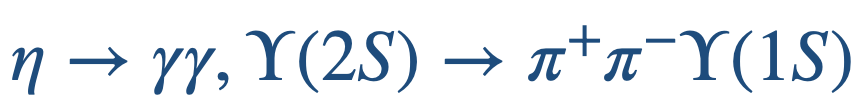 η → γγ, ϒ(2S) → π⁺π⁻ϒ(1S)